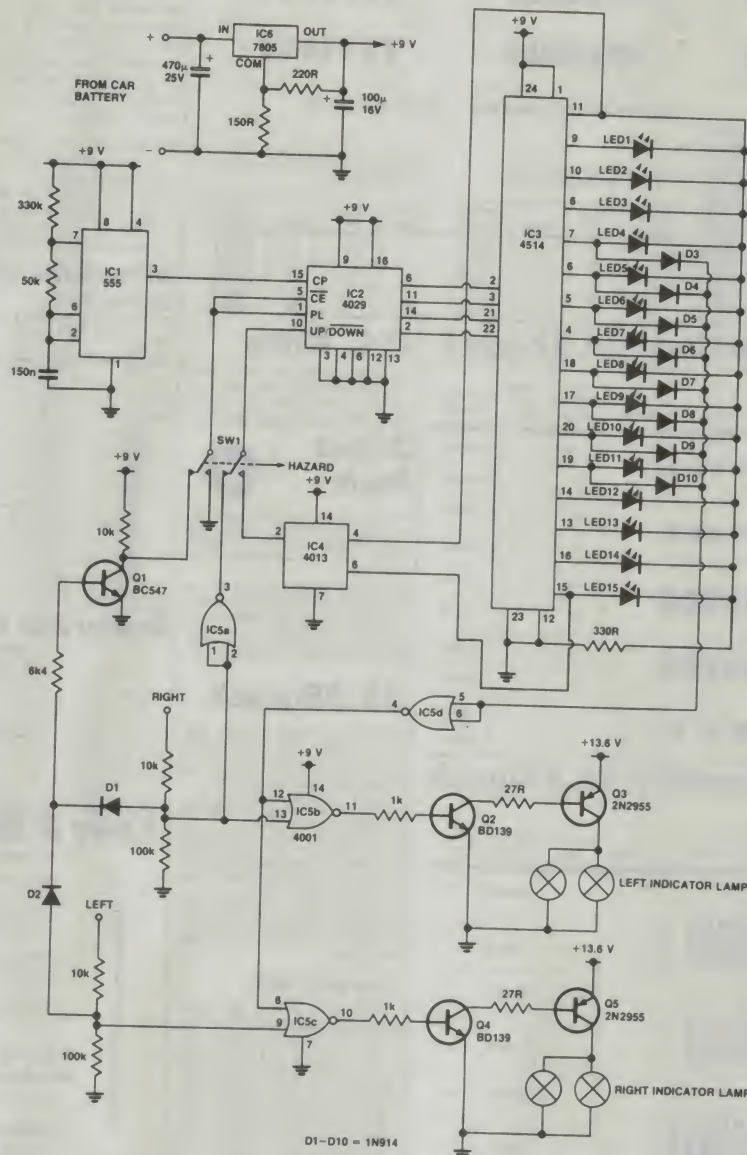 IN
IC6
7805
OUT
+9 V
COM
470µ
25V
220R
100µ
16V
150R
FROM CAR
BATTERY
+
–
+9 V
330k
7
8
4
50k
IC1
555
3
6
2
1
150n
+9 V
9
16
15
CP
5
CE
1
PL
10
UP/DOWN
IC2
4029
6
11
14
2
3
4
6
12
13
+9 V
24
1
11
IC3
4514
2
3
21
22
9
LED1
10
LED2
6
LED3
7
LED4
D3
6
LED5
D4
5
LED6
D5
4
LED7
D6
18
LED8
D7
17
LED9
D8
20
LED10
D9
19
LED11
D10
14
LED12
13
LED13
16
LED14
15
LED15
23
12
330R
SW1
HAZARD
+9 V
14
2
IC4
4013
4
6
7
+9 V
10k
Q1
BC547
3
IC5a
1
2
6k4
RIGHT
10k
D1
100k
4
IC5d
5
6
+9 V
12
14
13
IC5b
4001
11
1k
Q2
BD139
27R
+13.6 V
Q3
2N2955
LEFT INDICATOR LAMP
D2
LEFT
10k
100k
8
9
IC5c
7
10
1k
Q4
BD139
27R
+13.6 V
Q5
2N2955
RIGHT INDICATOR LAMP
D1–D10 = 1N914